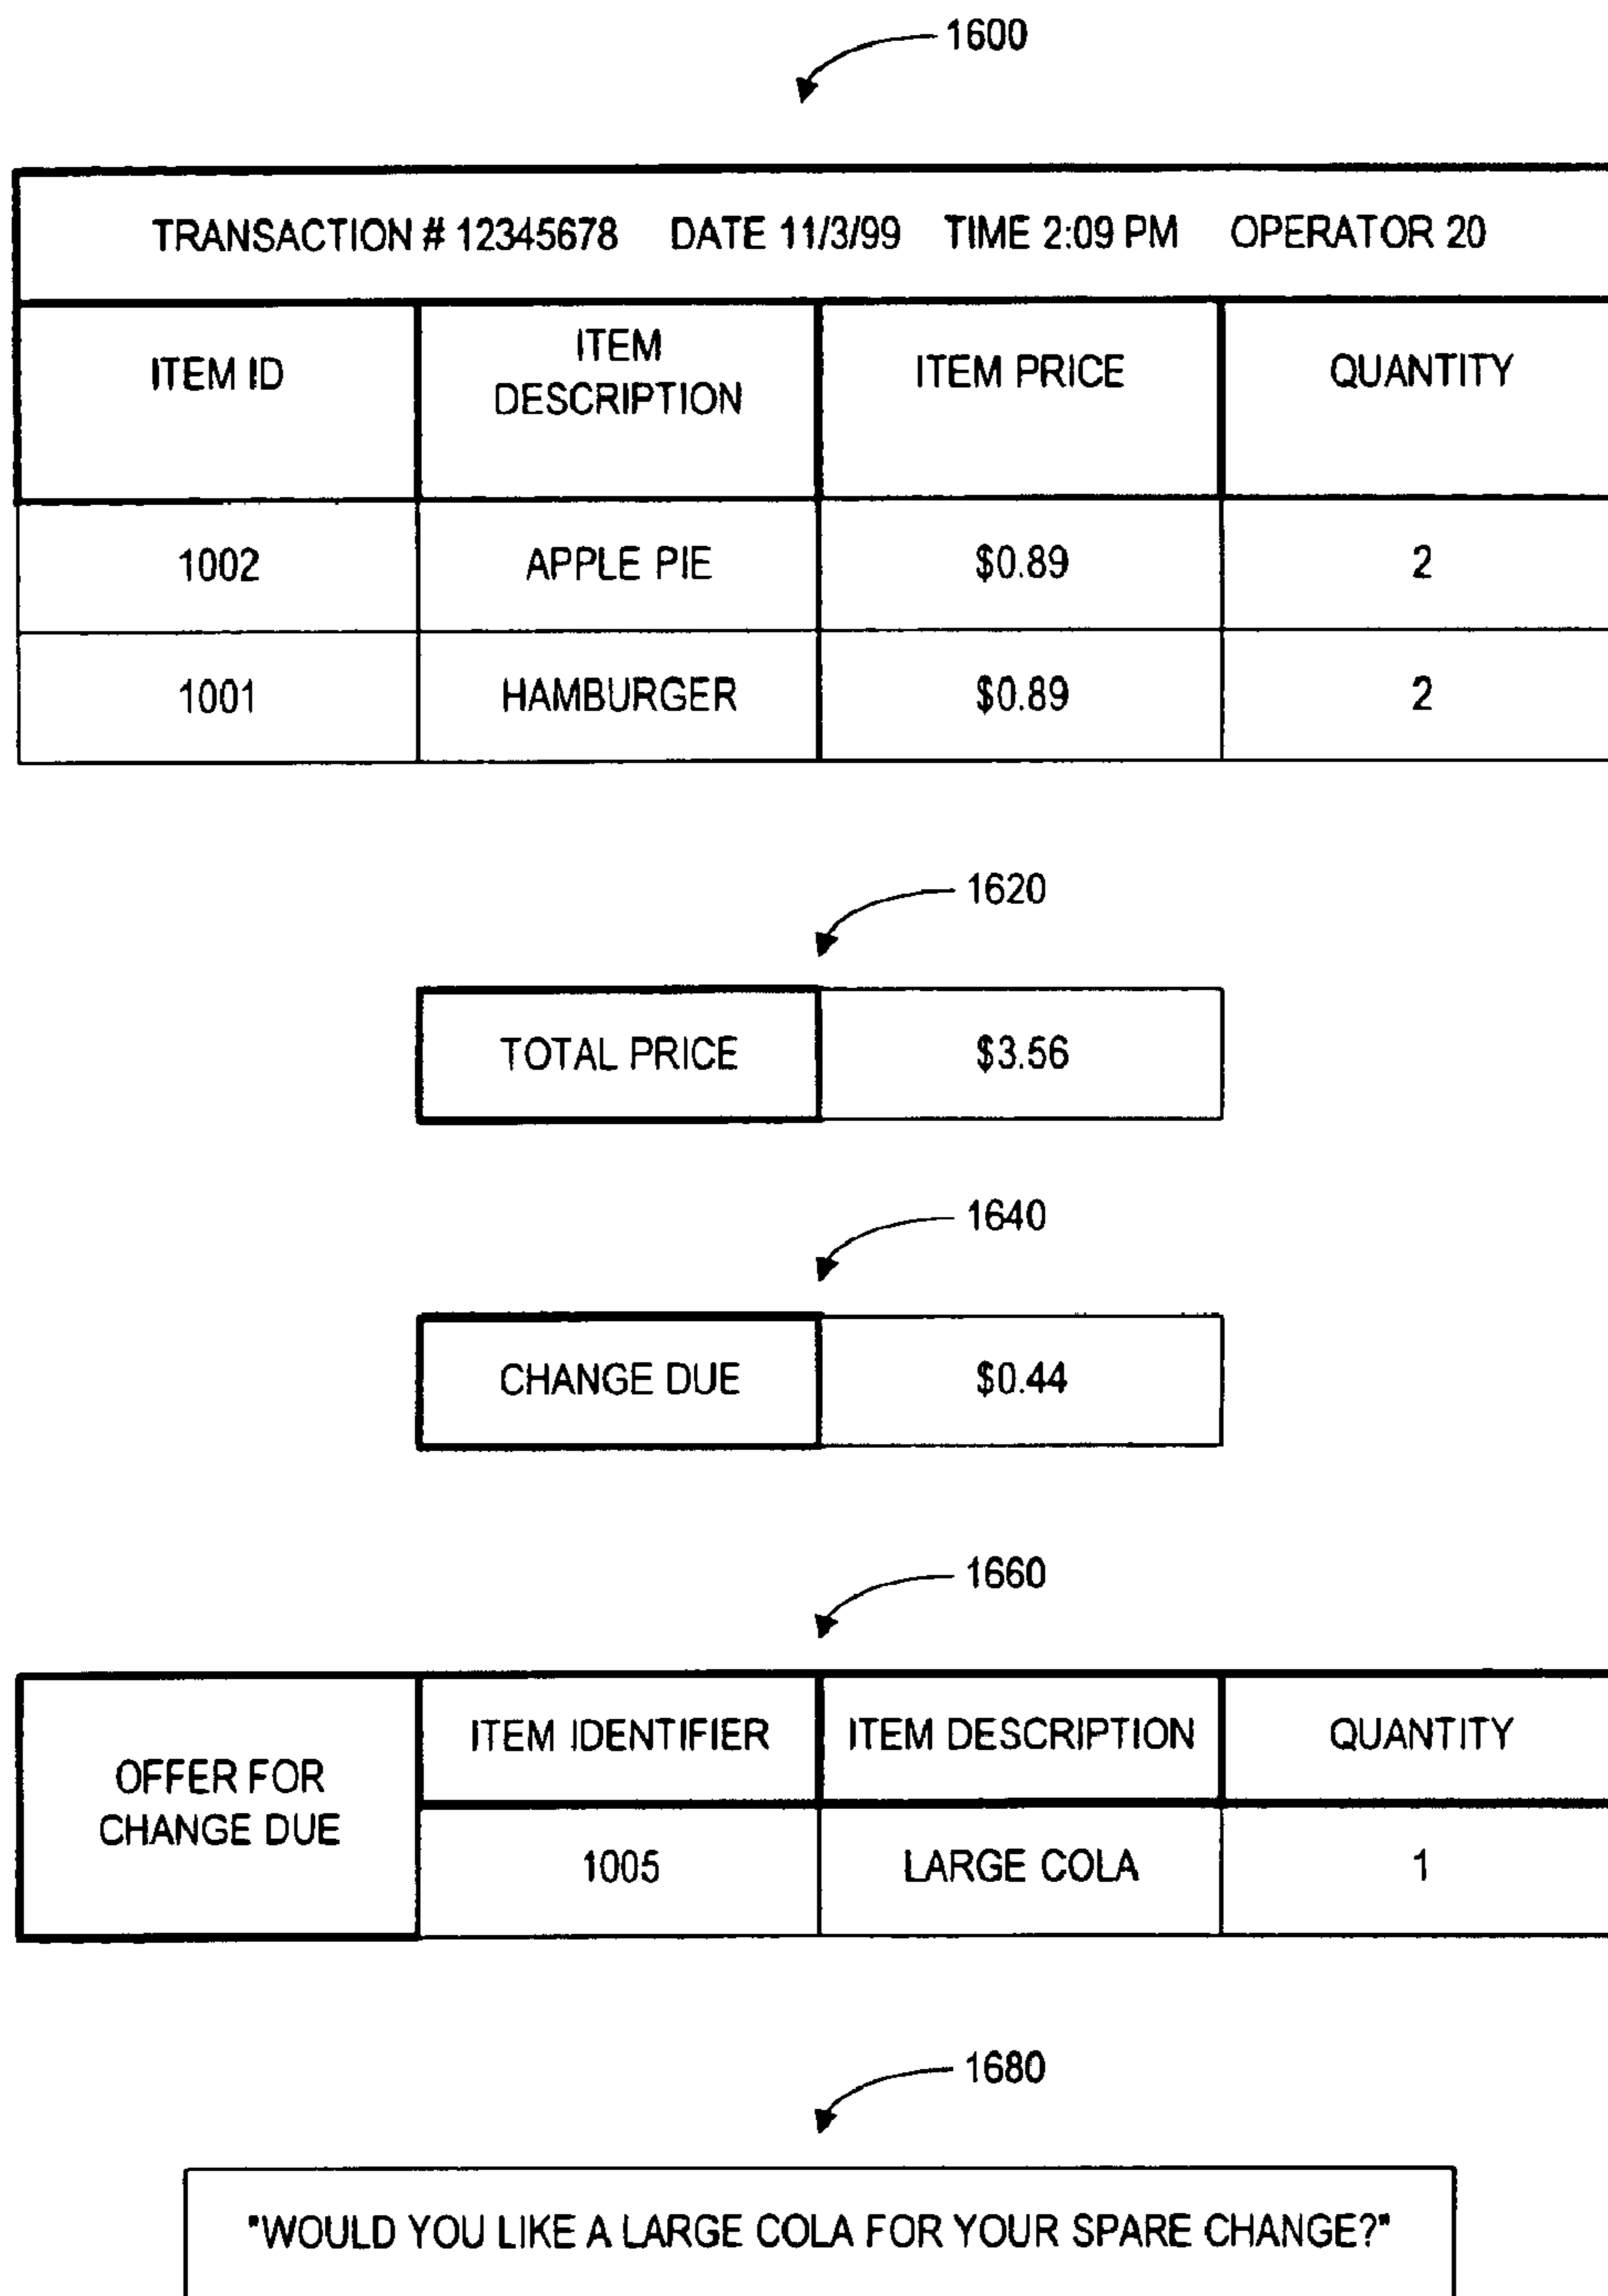 1600
TRANSACTION # 12345678 DATE 11/3/99 TIME 2:09 PM OPERATOR 20
ITEM ID
ITEM
DESCRIPTION
ITEM PRICE
QUANTITY
1002 APPLE PIE $0.89 2
1001 HAMBURGER $0.89 2
1620
TOTAL PRICE $3.56
1640
CHANGE DUE $0.44
1660
OFFER FOR
CHANGE DUE
ITEM IDENTIFIER ITEM DESCRIPTION QUANTITY
1005 LARGE COLA 1
1680
"WOULD YOU LIKE A LARGE COLA FOR YOUR SPARE CHANGE?"